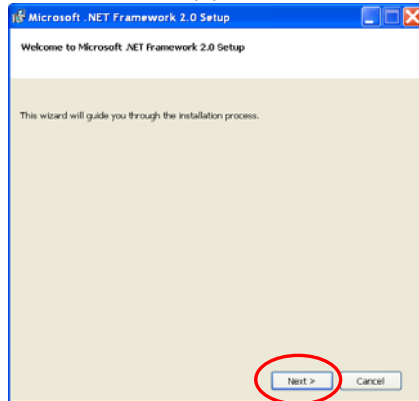 Microsoft .NET Framework 2.0 Setup
Welcome to Microsoft .NET Framework 2.0 Setup
This wizard will guide you through the installation process.
Next >
Cancel